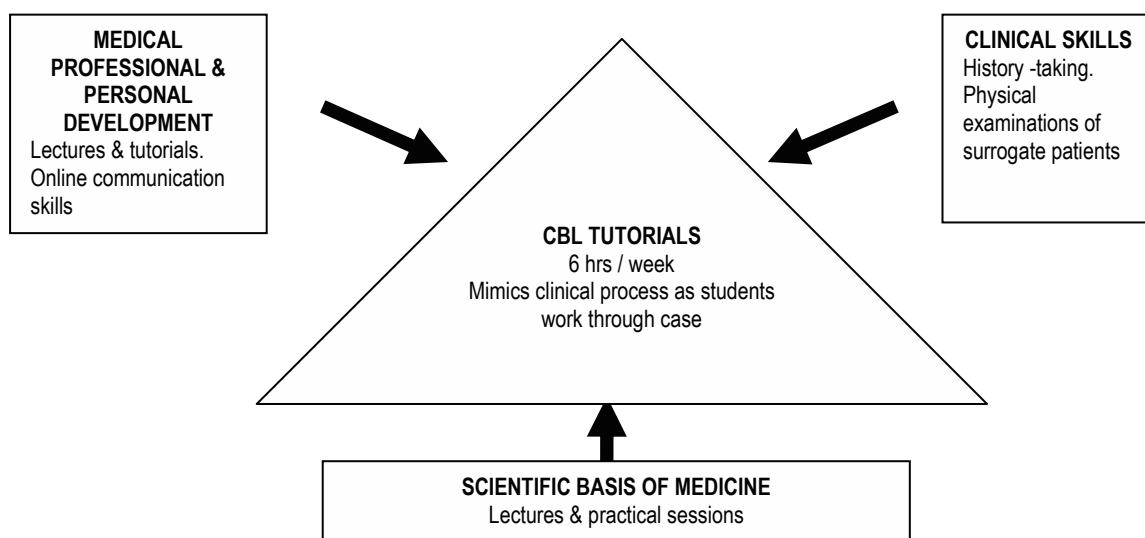 MEDICAL
PROFESSIONAL &
PERSONAL
DEVELOPMENT
Lectures & tutorials.
Online communication
skills
CLINICAL SKILLS
History -taking.
Physical
examinations of
surrogate patients
CBL TUTORIALS
6 hrs / week
Mimics clinical process as students
work through case
SCIENTIFIC BASIS OF MEDICINE
Lectures & practical sessions